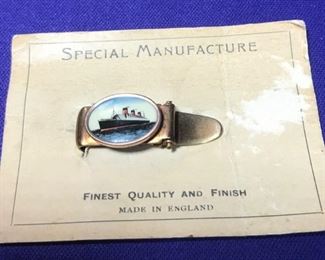 SPECIAL MANUFACTURE
FINEST QUALITY AND FINISH
MADE IN ENGLAND